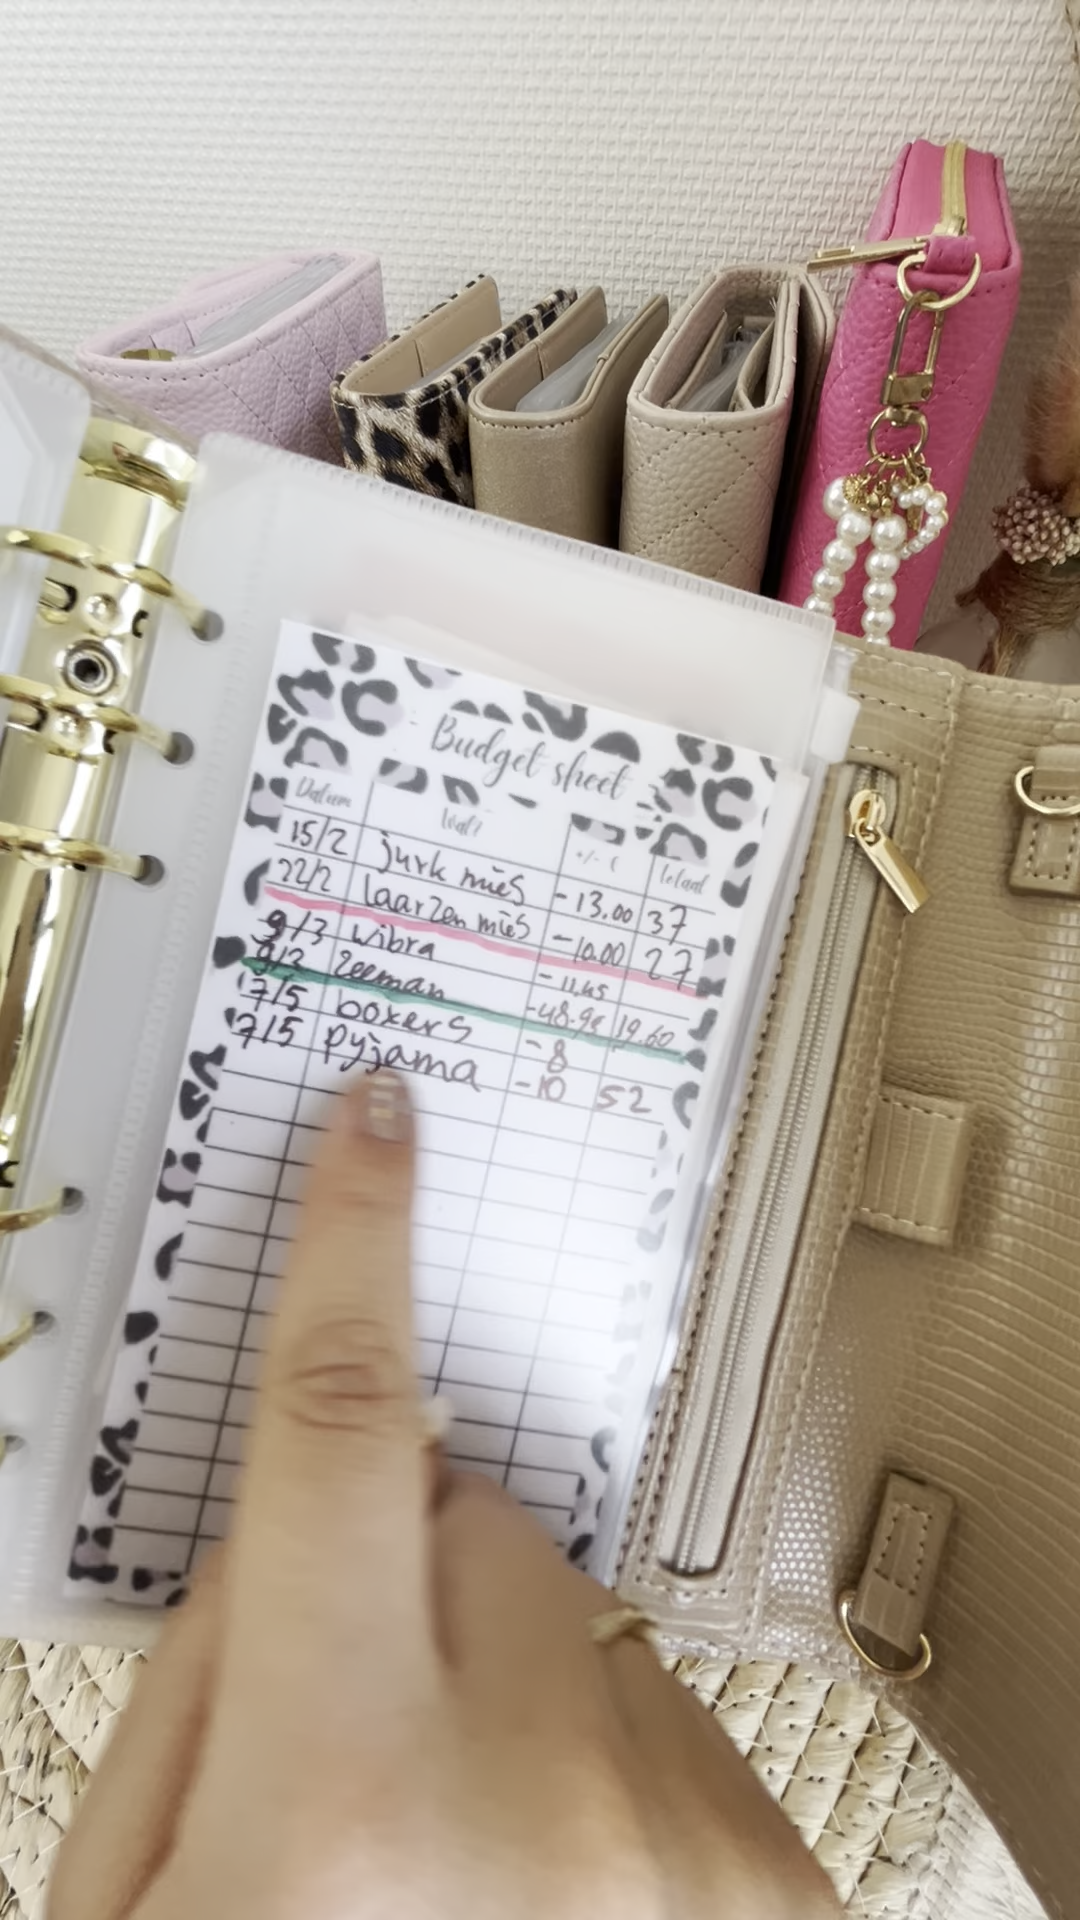 Budget sheet
Datum Wat? +/- € totaal
15/2 jurk mies -13.00 37
22/2 laarzen mies -10.00 27
9/3 wibra -11.45
9/3 zeeman -48.98 19.60
17/5 boxers -8
17/5 pyjama -10 52